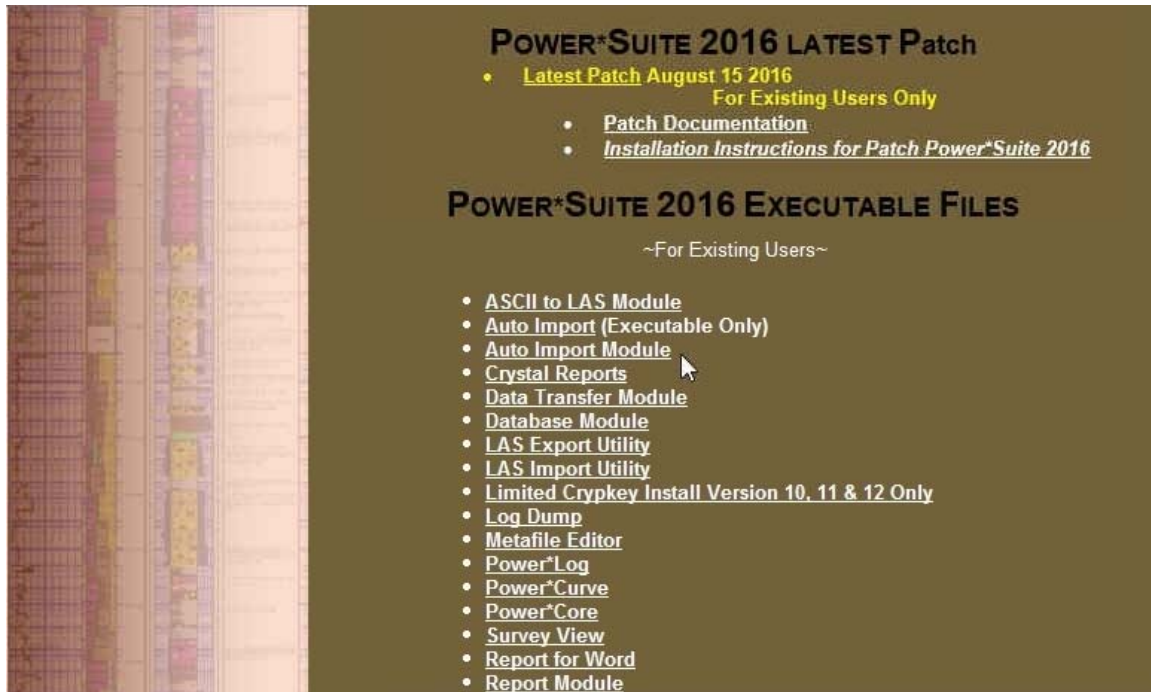 POWER*SUITE 2016 LATEST Patch
Latest Patch August 15 2016
For Existing Users Only
Patch Documentation
Installation Instructions for Patch Power*Suite 2016
POWER*SUITE 2016 EXECUTABLE FILES
~For Existing Users~
ASCII to LAS Module
Auto Import (Executable Only)
Auto Import Module
Crystal Reports
Data Transfer Module
Database Module
LAS Export Utility
LAS Import Utility
Limited Crypkey Install Version 10, 11 & 12 Only
Log Dump
Metafile Editor
Power*Log
Power*Curve
Power*Core
Survey View
Report for Word
Report Module